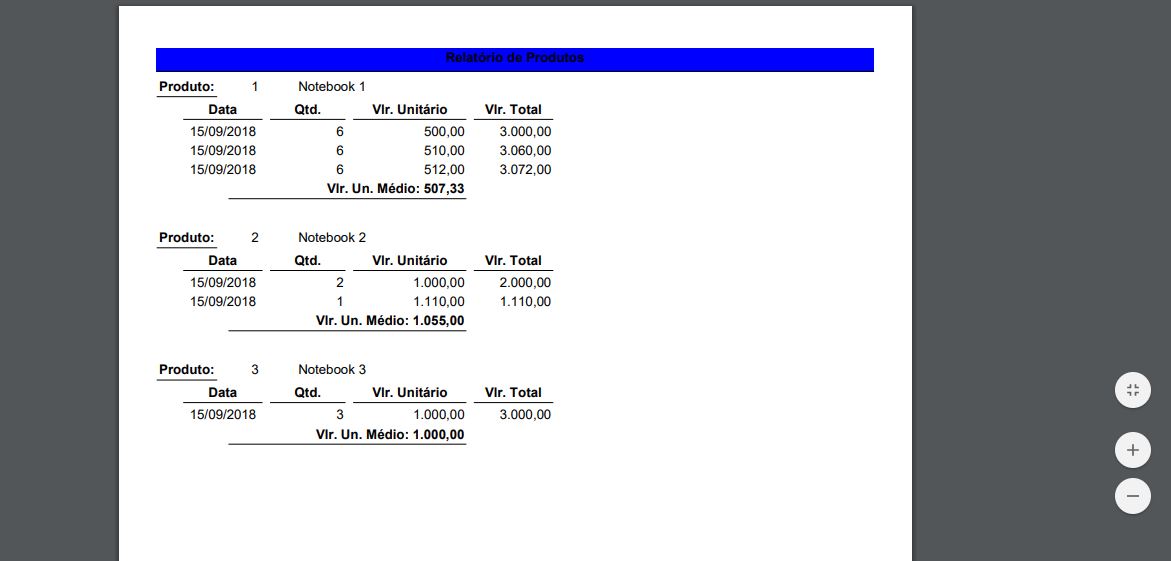 Relatório de Produtos
Produto: 1 Notebook 1
Data Qtd. Vlr. Unitário Vlr. Total
15/09/2018 6 500,00 3.000,00
15/09/2018 6 510,00 3.060,00
15/09/2018 6 512,00 3.072,00
Vlr. Un. Médio: 507,33
Produto: 2 Notebook 2
Data Qtd. Vlr. Unitário Vlr. Total
15/09/2018 2 1.000,00 2.000,00
15/09/2018 1 1.110,00 1.110,00
Vlr. Un. Médio: 1.055,00
Produto: 3 Notebook 3
Data Qtd. Vlr. Unitário Vlr. Total
15/09/2018 3 1.000,00 3.000,00
Vlr. Un. Médio: 1.000,00